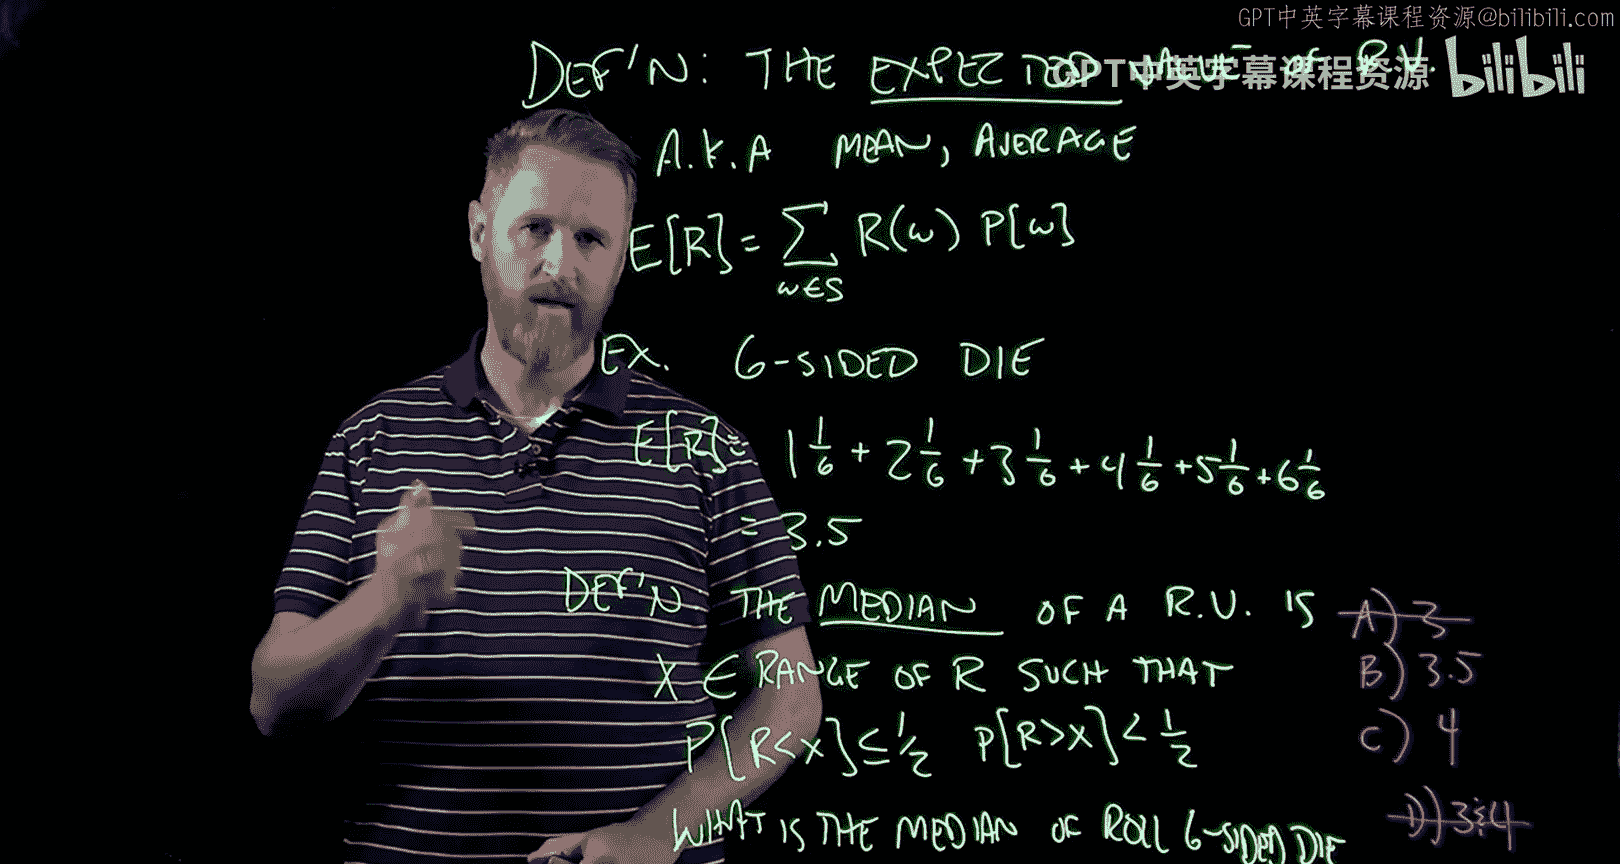 GPT中英字幕课程资源@bilibili.com
GPT中英字幕课程资源 bilibili
DEF'N: THE EXPECTED VALUE OF R.V.
A.K.A MEAN, AVERAGE
E[R] = ∑ R(w) P[w]
w∈S
EX. 6-SIDED DIE
E[R] = 1 1/6 + 2 1/6 + 3 1/6 + 4 1/6 + 5 1/6 + 6 1/6
= 3.5
DEF'N THE MEDIAN OF A R.V. IS
X ∈ RANGE OF R SUCH THAT
P[R<X] ≤ 1/2 P[R>X] < 1/2
WHAT IS THE MEDIAN OF ROLL 6-SIDED DIE
A) 3
B) 3.5
C) 4
D) 3&4